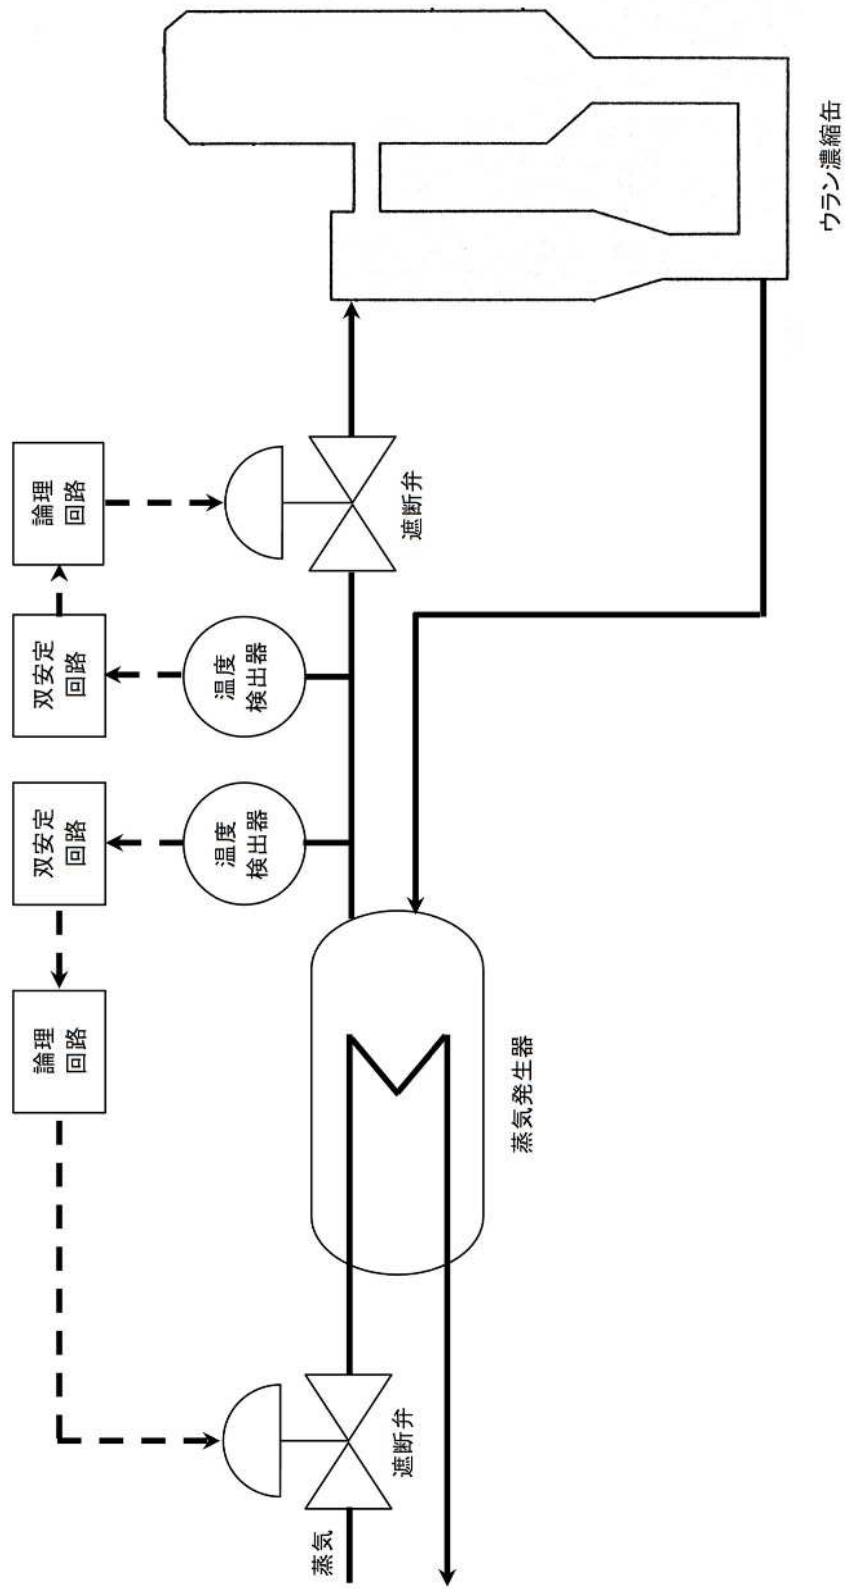 論理
回路
双安定
回路
温度
検出器
蒸気
遮断弁
蒸気発生器
双安定
回路
温度
検出器
論理
回路
遮断弁
ウラン濃縮缶